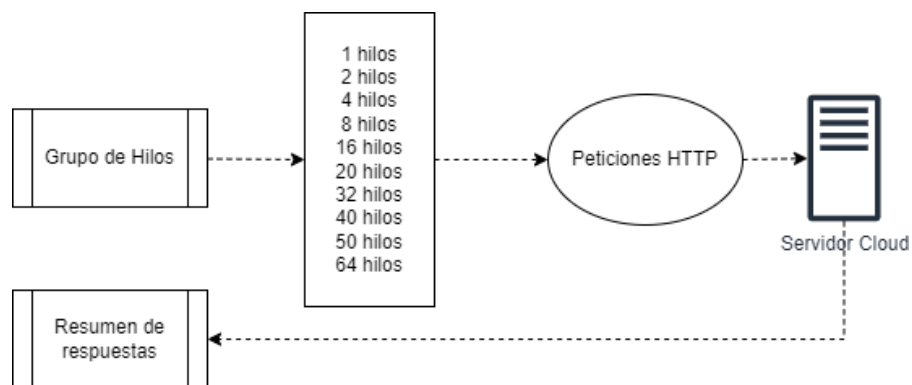 Grupo de Hilos
1 hilos
2 hilos
4 hilos
8 hilos
16 hilos
20 hilos
32 hilos
40 hilos
50 hilos
64 hilos
Peticiones HTTP
Servidor Cloud
Resumen de
respuestas